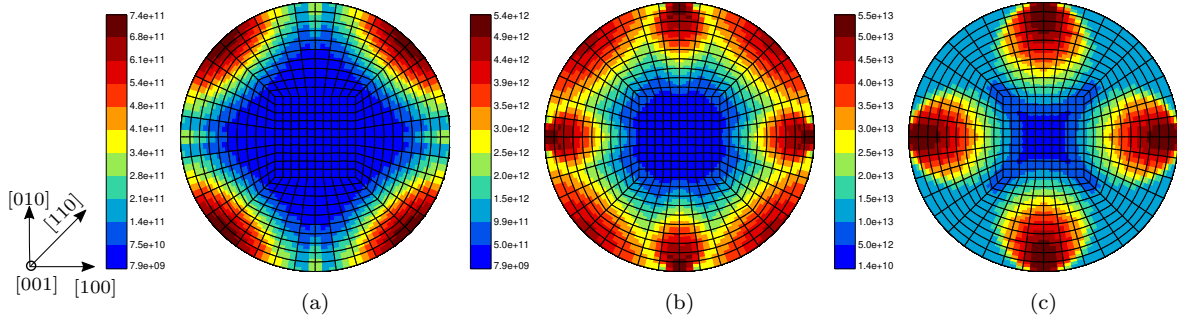 7.4e+11
6.8e+11
6.1e+11
5.4e+11
4.8e+11
4.1e+11
3.4e+11
2.8e+11
2.1e+11
1.4e+11
7.5e+10
7.9e+09
5.4e+12
4.9e+12
4.4e+12
3.9e+12
3.5e+12
3.0e+12
2.5e+12
2.0e+12
1.5e+12
9.9e+11
5.0e+11
7.9e+09
5.5e+13
5.0e+13
4.5e+13
4.0e+13
3.5e+13
3.0e+13
2.5e+13
2.0e+13
1.5e+13
1.0e+13
5.0e+12
1.4e+10
[010]
[110]
[001]
[100]
(a)
(b)
(c)